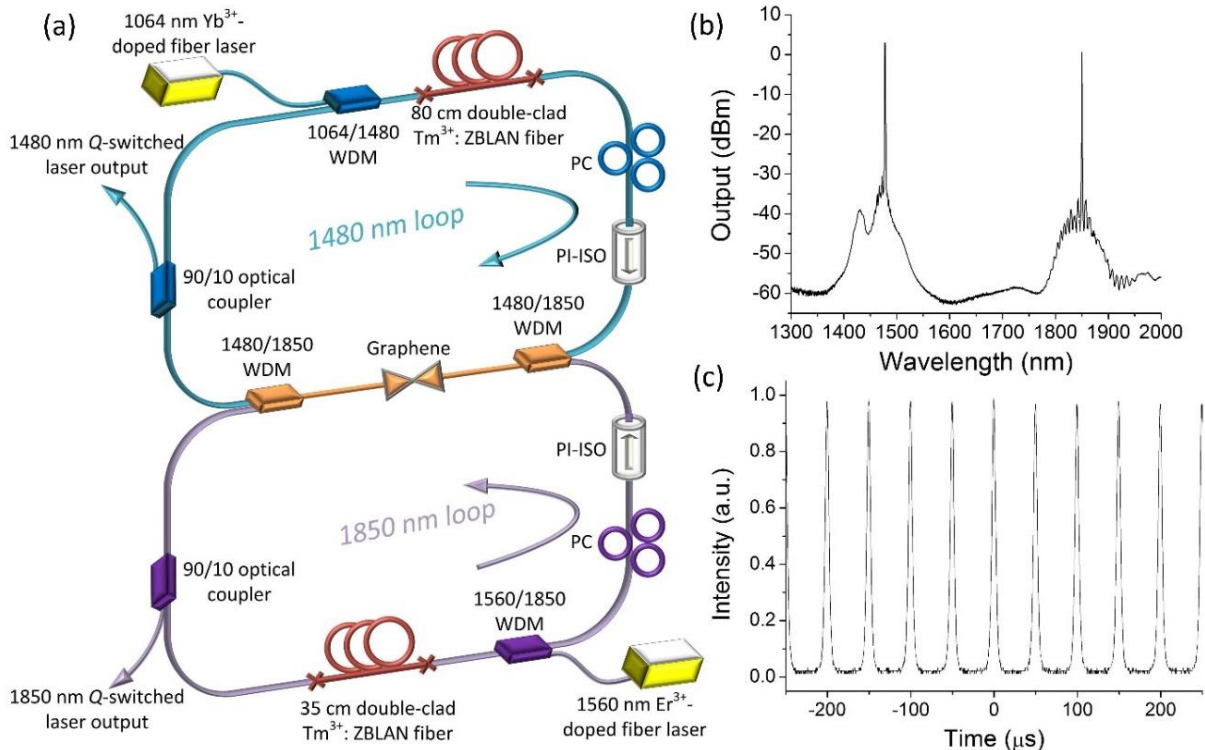 (a)
1064 nm Yb³⁺-
doped fiber laser
1064/1480
WDM
80 cm double-clad
Tm³⁺: ZBLAN fiber
1480 nm Q-switched
laser output
PC
1480 nm loop
PI-ISO
90/10 optical
coupler
1480/1850
WDM
Graphene
1480/1850
WDM
PI-ISO
1850 nm loop
PC
90/10 optical
coupler
1560/1850
WDM
1850 nm Q-switched
laser output
35 cm double-clad
Tm³⁺: ZBLAN fiber
1560 nm Er³⁺-
doped fiber laser
(b)
Output (dBm)
10
0
-10
-20
-30
-40
-50
-60
1300 1400 1500 1600 1700 1800 1900 2000
Wavelength (nm)
(c)
Intensity (a.u.)
1.0
0.8
0.6
0.4
0.2
0.0
-200 -100 0 100 200
Time (μs)